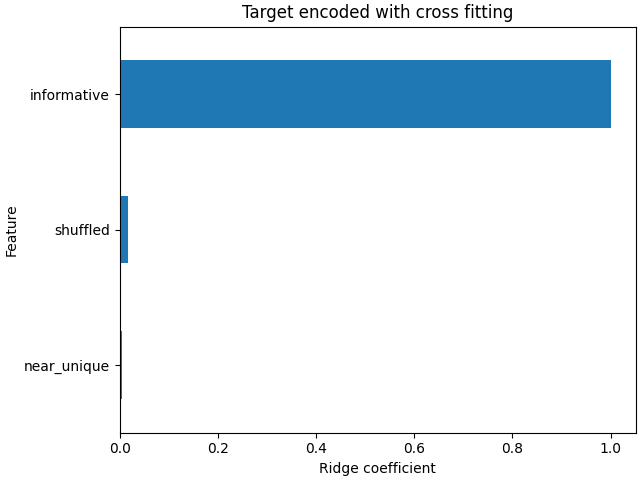 Target encoded with cross fitting
informative
shuffled
near_unique
Feature
0.0 0.2 0.4 0.6 0.8 1.0
Ridge coefficient